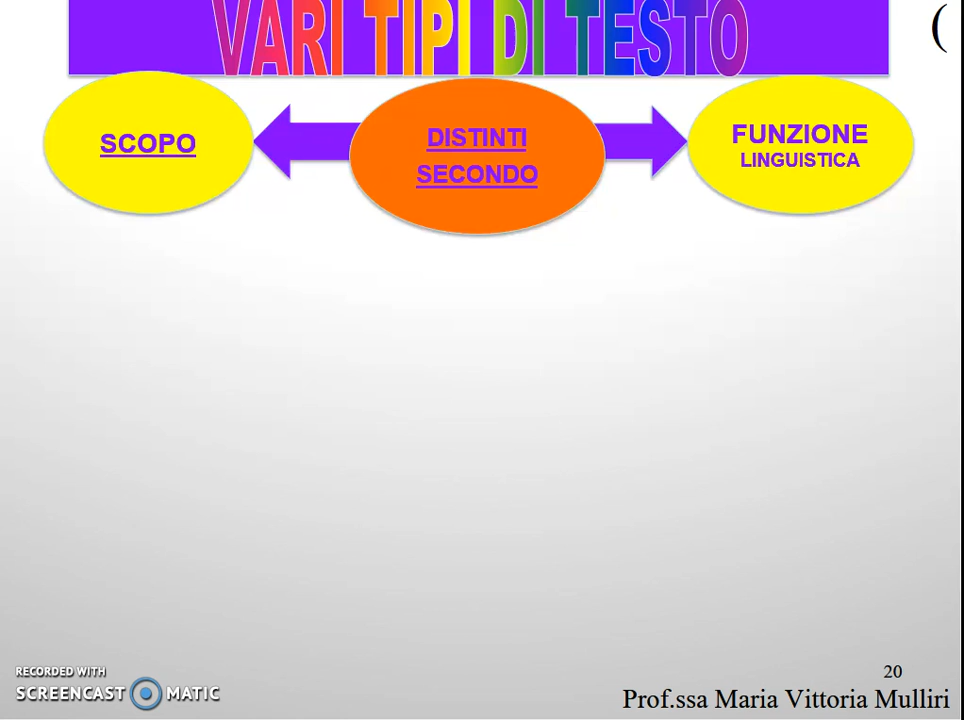 VARI TIPI DI TESTO
(
SCOPO
DISTINTI
SECONDO
FUNZIONE
LINGUISTICA
RECORDED WITH
SCREENCAST MATIC
20
Prof.ssa Maria Vittoria Mulliri